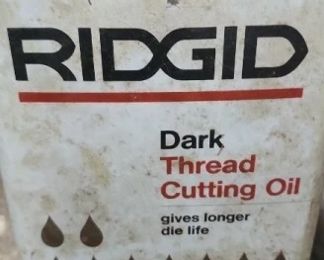 RIDGID
Dark
Thread
Cutting Oil
gives longer
die life